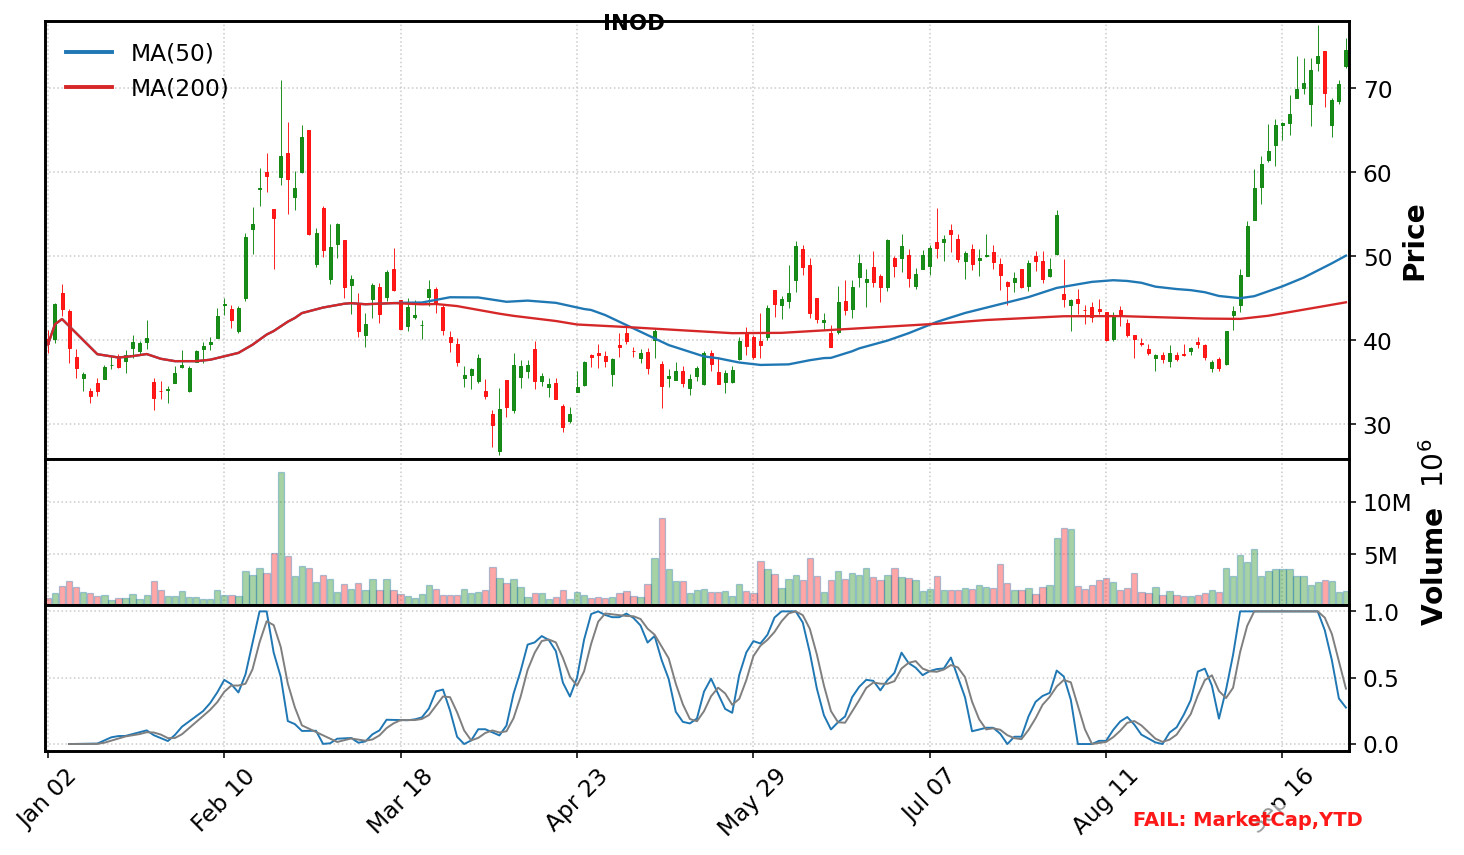 INOD
MA(50)
MA(200)
70
60
50
40
30
Price
10M
5M
Volume 10^6
1.0
0.5
0.0
Jan 02
Feb 10
Mar 18
Apr 23
May 29
Jul 07
Aug 11
Sep 16
FAIL: MarketCap,YTD